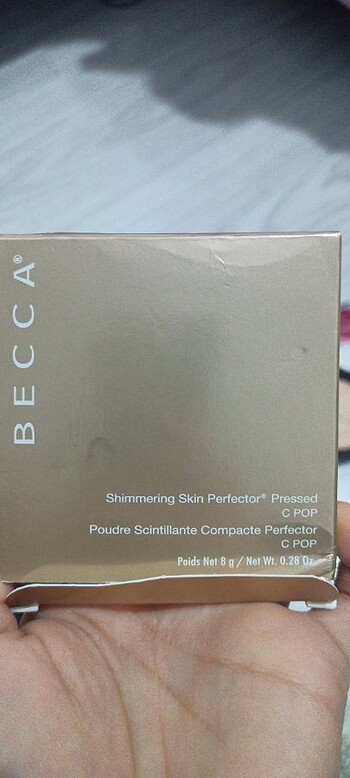 BECCA®
Shimmering Skin Perfector® Pressed
C POP
Poudre Scintillante Compacte Perfector
C POP
Poids Net 8 g / Net Wt. 0.28 Oz